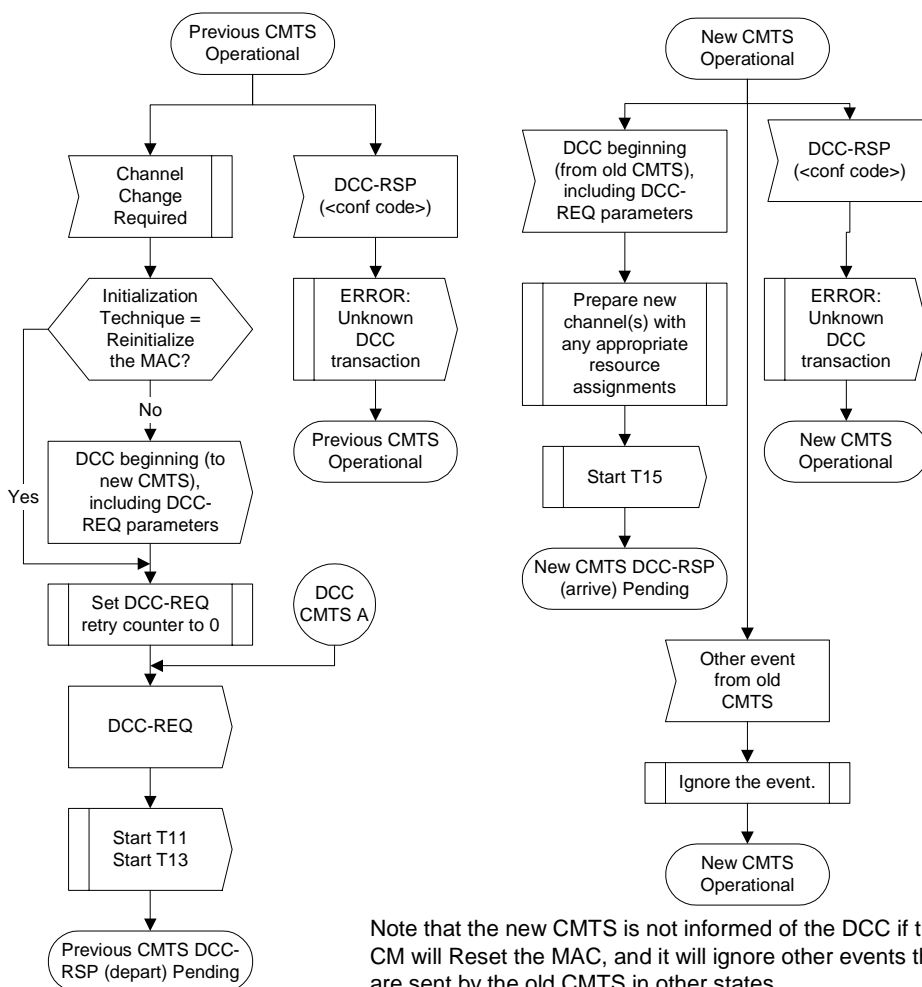 Previous CMTS
Operational
Channel
Change
Required
DCC-RSP
(<conf code>)
Initialization
Technique =
Reinitialize
the MAC?
ERROR:
Unknown
DCC
transaction
No
Previous CMTS
Operational
DCC beginning (to
new CMTS),
including DCC-
REQ parameters
Yes
Set DCC-REQ
retry counter to 0
DCC
CMTS A
DCC-REQ
Start T11
Start T13
Previous CMTS DCC-
RSP (depart) Pending
New CMTS
Operational
DCC beginning
(from old CMTS),
including DCC-
REQ parameters
DCC-RSP
(<conf code>)
Prepare new
channel(s) with
any appropriate
resource
assignments
ERROR:
Unknown
DCC
transaction
Start T15
New CMTS
Operational
New CMTS DCC-RSP
(arrive) Pending
Other event
from old
CMTS
Ignore the event.
New CMTS
Operational
Note that the new CMTS is not informed of the DCC if
CM will Reset the MAC, and it will ignore other events
are sent by the old CMTS in other states